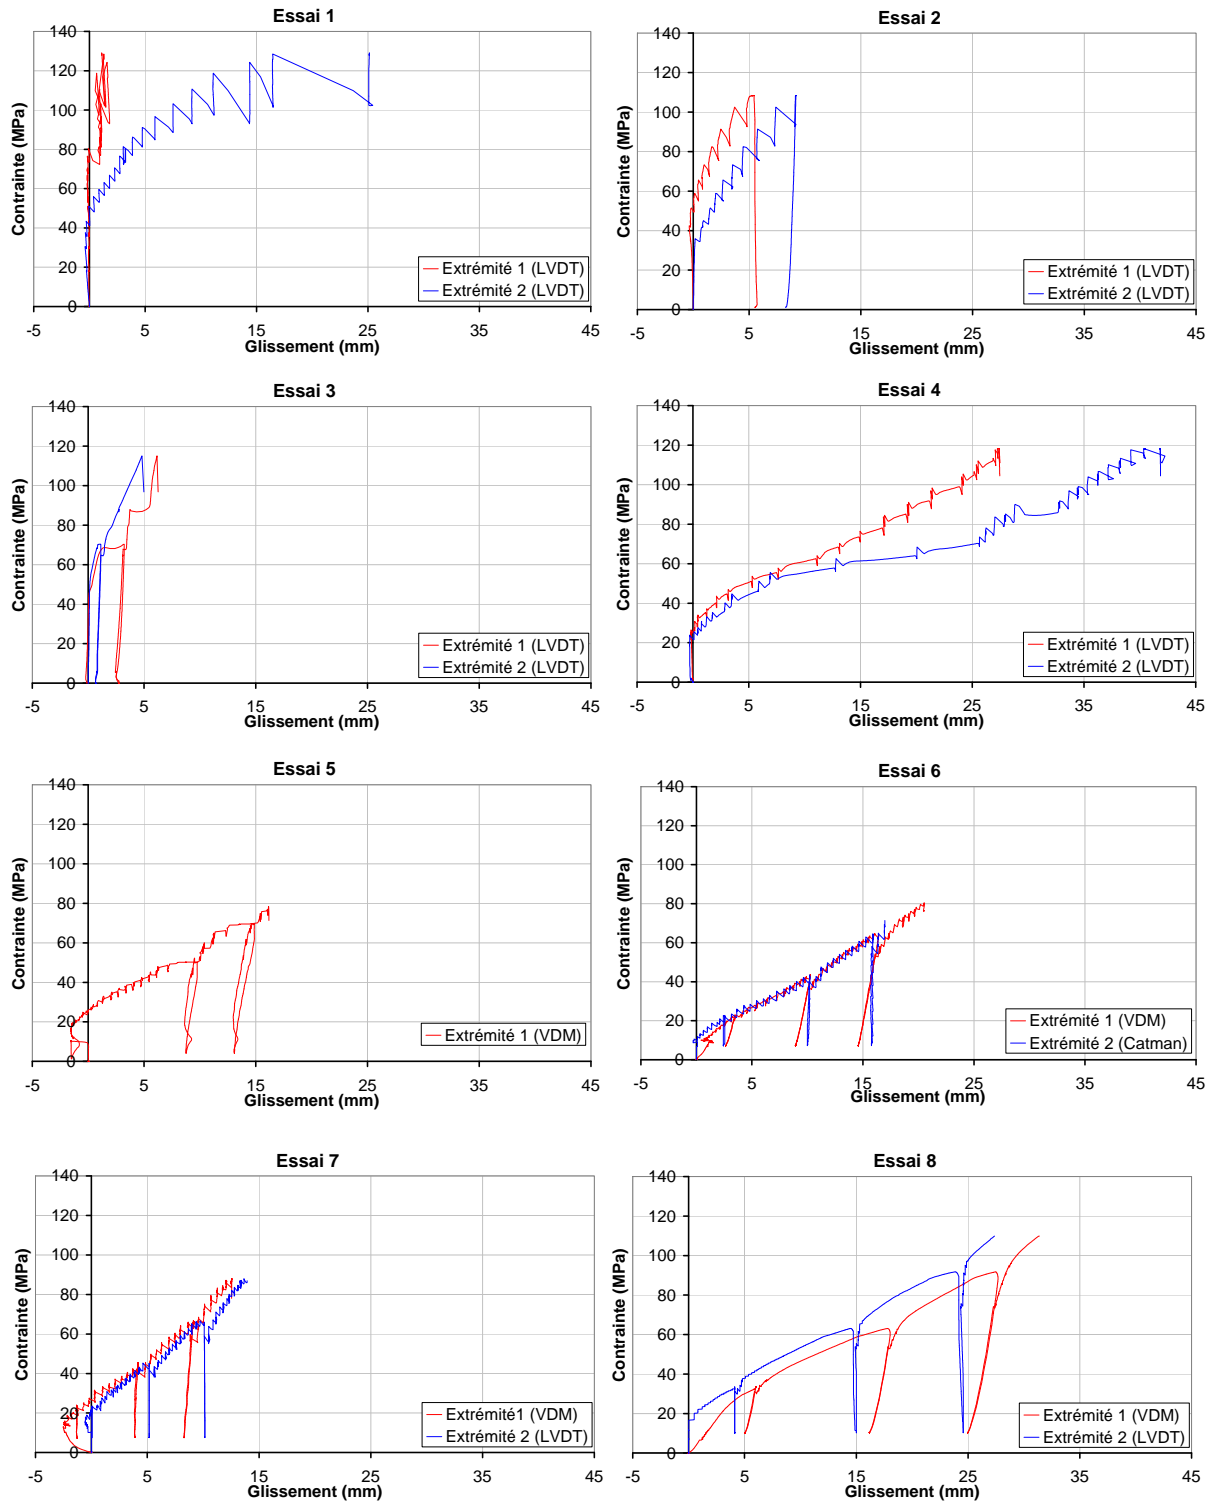 Essai 1
140
120
100
80
60
40
20
0
Contrainte (MPa)
Extrémité 1 (LVDT)
Extrémité 2 (LVDT)
-5 5 15 25 35 45
Glissement (mm)
Essai 2
140
120
100
80
60
40
20
0
Contrainte (MPa)
Extrémité 1 (LVDT)
Extrémité 2 (LVDT)
-5 5 15 25 35 45
Glissement (mm)
Essai 3
140
120
100
80
60
40
20
0
Contrainte (MPa)
Extrémité 1 (LVDT)
Extrémité 2 (LVDT)
-5 5 15 25 35 45
Glissement (mm)
Essai 4
140
120
100
80
60
40
20
0
Contrainte (MPa)
Extrémité 1 (LVDT)
Extrémité 2 (LVDT)
-5 5 15 25 35 45
Glissement (mm)
Essai 5
140
120
100
80
60
40
20
0
Contrainte (MPa)
Extrémité 1 (VDM)
-5 5 15 25 35 45
Glissement (mm)
Essai 6
140
120
100
80
60
40
20
0
Contrainte (MPa)
Extrémité 1 (VDM)
Extrémité 2 (Catman)
-5 5 15 25 35 45
Glissement (mm)
Essai 7
140
120
100
80
60
40
20
0
Contrainte (MPa)
Extrémité1 (VDM)
Extrémité 2 (LVDT)
-5 5 15 25 35 45
Glissement (mm)
Essai 8
140
120
100
80
60
40
20
0
Contrainte (MPa)
Extrémité 1 (VDM)
Extrémité 2 (LVDT)
-5 5 15 25 35 45
Glissement (mm)